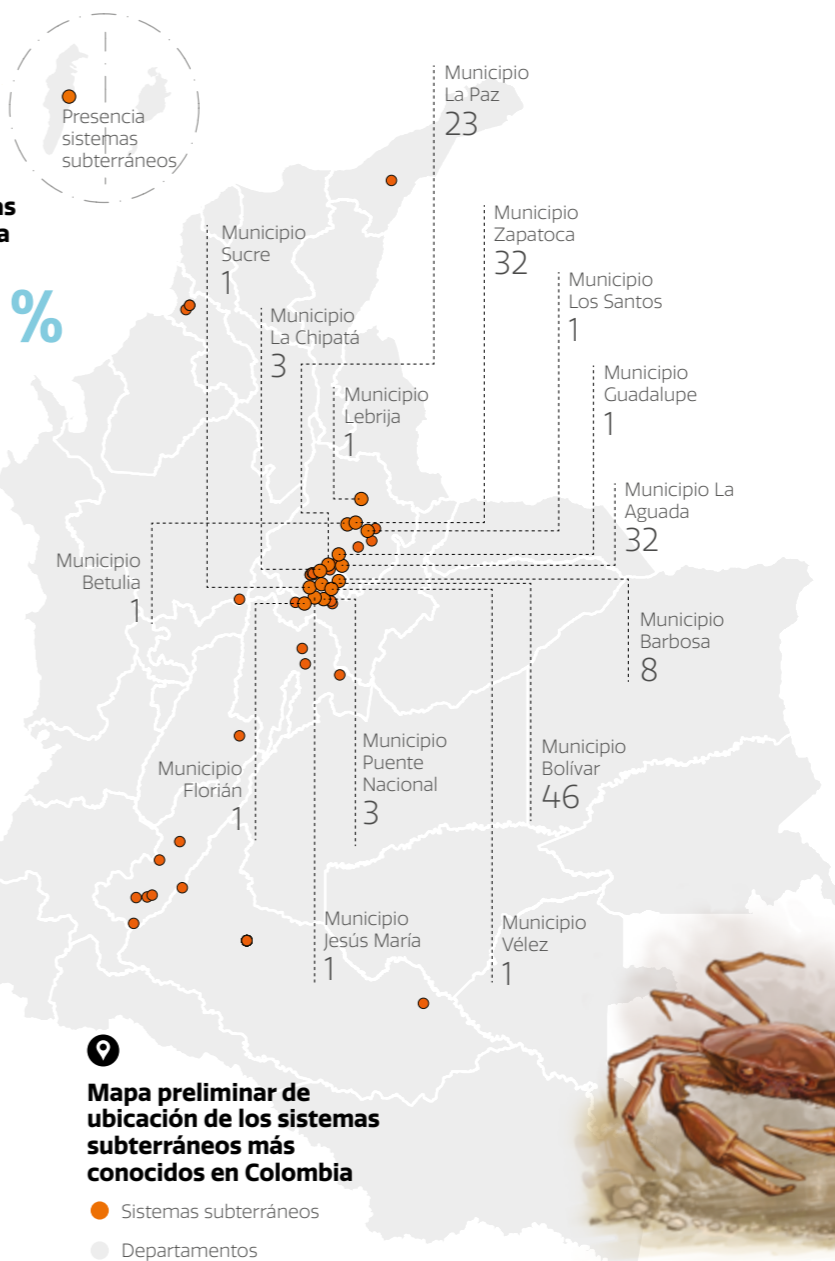 Presencia
sistemas
subterráneos
%
Municipio
La Paz
23
Municipio
Sucre
1
Municipio
Zapatoca
32
Municipio
La Chipatá
3
Municipio
Los Santos
1
Municipio
Lebrija
1
Municipio
Guadalupe
1
Municipio La
Aguada
32
Municipio
Betulia
1
Municipio
Barbosa
8
Municipio
Florián
1
Municipio
Puente
Nacional
3
Municipio
Bolívar
46
Municipio
Jesús María
1
Municipio
Vélez
1
Mapa preliminar de
ubicación de los sistemas
subterráneos más
conocidos en Colombia
Sistemas subterráneos
Departamentos